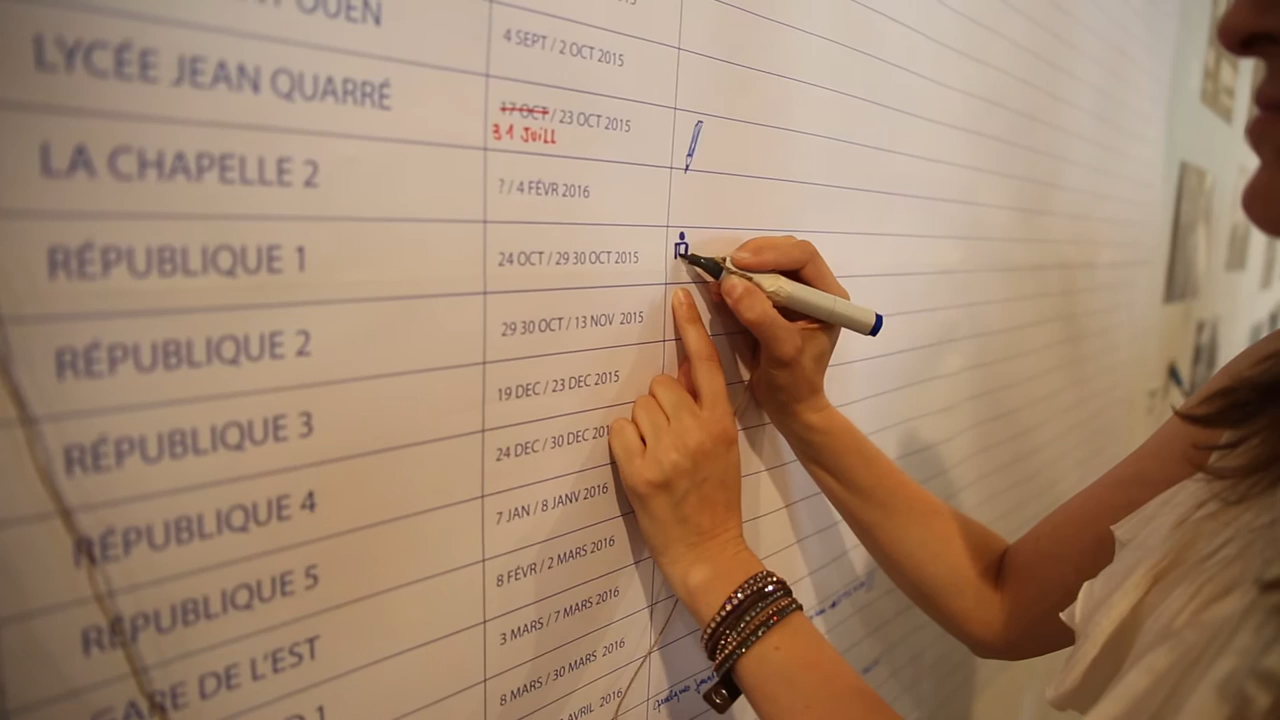 OUEN
4 SEPT / 2 OCT 2015
LYCÉE JEAN QUARRÉ
17 OCT / 23 OCT 2015
31 JUILL
LA CHAPELLE 2
? / 4 FÉVR 2016
RÉPUBLIQUE 1
24 OCT / 29 30 OCT 2015
RÉPUBLIQUE 2
29 30 OCT / 13 NOV 2015
RÉPUBLIQUE 3
19 DEC / 23 DEC 2015
RÉPUBLIQUE 4
24 DEC / 30 DEC 201
RÉPUBLIQUE 5
7 JAN / 8 JANV 2016
GARE DE L'EST
8 FÉVR / 2 MARS 2016
3 MARS / 7 MARS 2016
8 MARS / 30 MARS 2016
AVRIL 2016
quelques